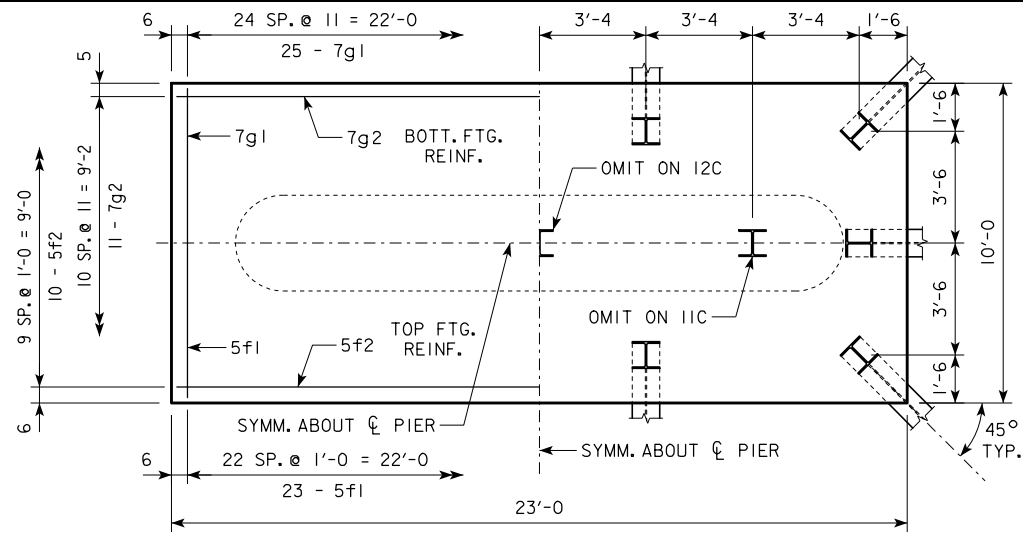 6
24 SP. @ 11 = 22'-0
25 - 7g1
3'-4
3'-4
3'-4
1'-6
5
7g1
7g2
BOTT. FTG.
REINF.
OMIT ON 12C
1'-6
3'-6
10'-0
3'-6
1'-6
9 SP. @ 1'-0 = 9'-0
10 - 5f2
10 SP. @ 11 = 9'-2
11 - 7g2
OMIT ON 11C
TOP FTG.
REINF.
5f1
5f2
6
SYMM. ABOUT ℄ PIER
SYMM. ABOUT ℄ PIER
45°
TYP.
6
22 SP. @ 1'-0 = 22'-0
23 - 5f1
23'-0